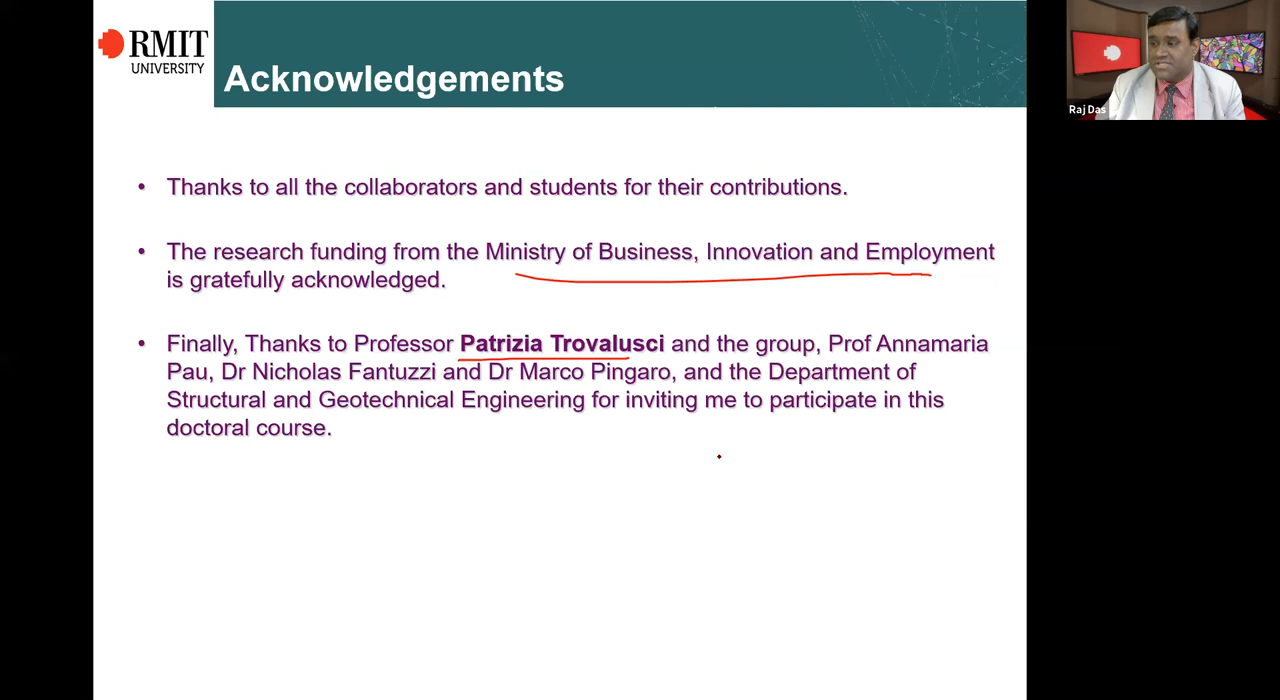 RMIT
UNIVERSITY
Acknowledgements
Raj Das
• Thanks to all the collaborators and students for their contributions.
• The research funding from the Ministry of Business, Innovation and Employment
is gratefully acknowledged.
• Finally, Thanks to Professor Patrizia Trovalusci and the group, Prof Annamaria
Pau, Dr Nicholas Fantuzzi and Dr Marco Pingaro, and the Department of
Structural and Geotechnical Engineering for inviting me to participate in this
doctoral course.